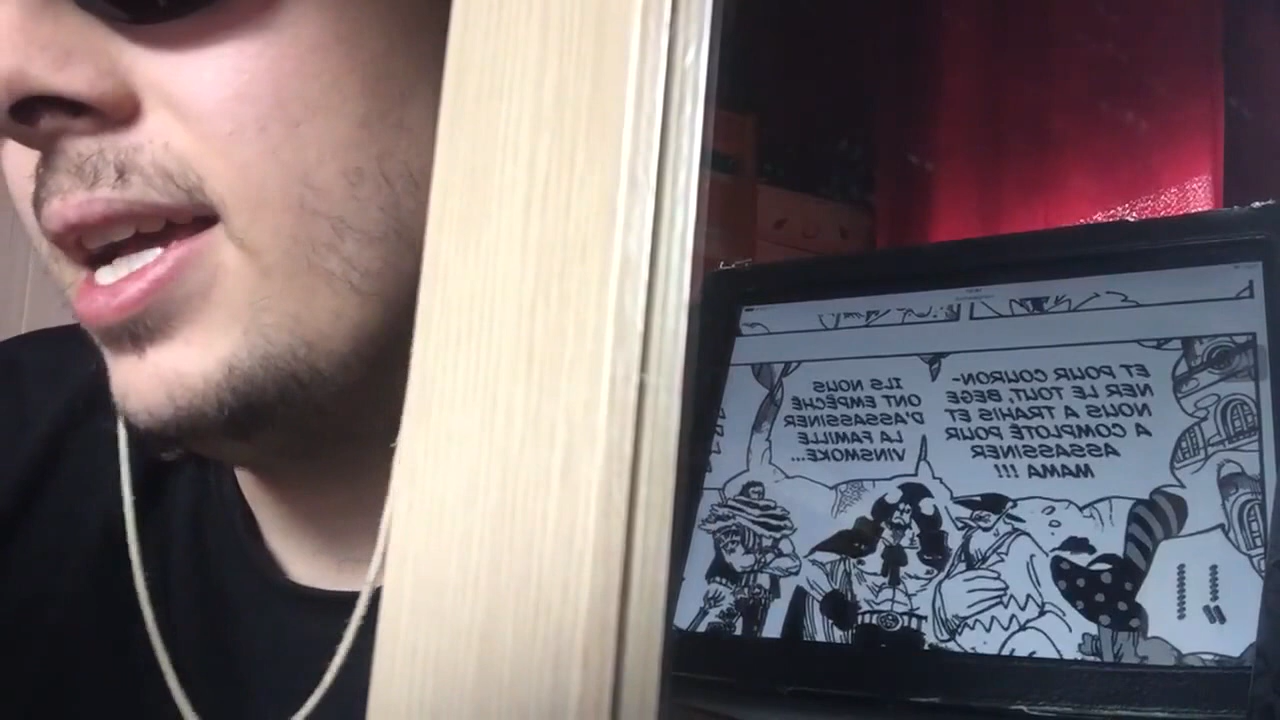 ET POUR COURON-
NER LE TOUT, BEGE
NOUS A TRAHIS ET
A COMPLOTÉ POUR
ASSASSINER
MAMA !!!
ILS NOUS
ONT EMPÊCHÉ
D'ASSASSINER
LA FAMILLE
VINSMOKE...